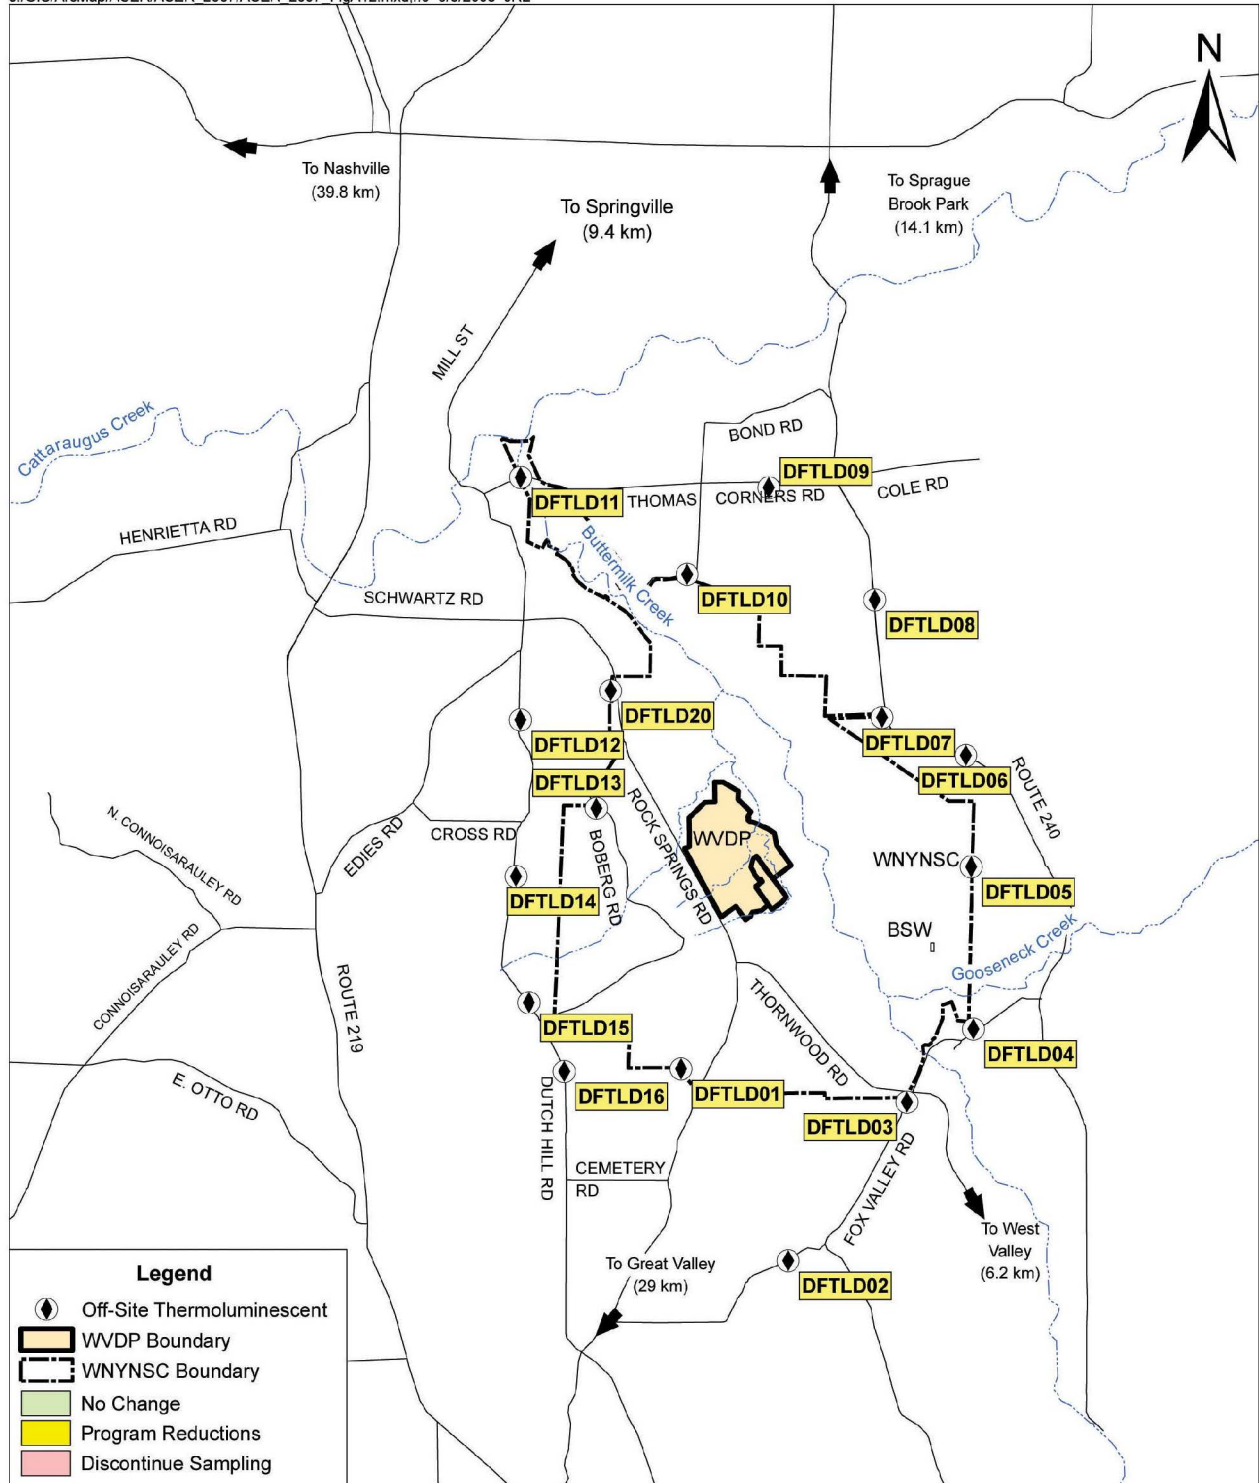 N
To Nashville
(39.8 km)
To Sprague
Brook Park
(14.1 km)
To Springville
(9.4 km)
MILL ST
Cattaraugus Creek
BOND RD
DFTLD09
COLE RD
DFTLD11
THOMAS CORNERS RD
HENRIETTA RD
Buttermilk Creek
SCHWARTZ RD
DFTLD10
DFTLD08
DFTLD20
DFTLD12
DFTLD07
DFTLD13
DFTLD06
ROUTE 240
N. CONNOISARAULEY RD
EDIES RD
CROSS RD
BOBERG RD
ROCK SPRINGS RD
WVDP
WNYNSC
DFTLD05
DFTLD14
BSW
CONNOISARAULEY RD
Gooseneck Creek
ROUTE 219
THORNWOOD RD
DFTLD15
DFTLD04
E. OTTO RD
DUTCH HILL RD
DFTLD16
DFTLD01
DFTLD03
CEMETERY
RD
FOX VALLEY RD
To West
Valley
(6.2 km)
To Great Valley
(29 km)
DFTLD02
Legend
Off-Site Thermoluminescent
WVDP Boundary
WNYNSC Boundary
No Change
Program Reductions
Discontinue Sampling